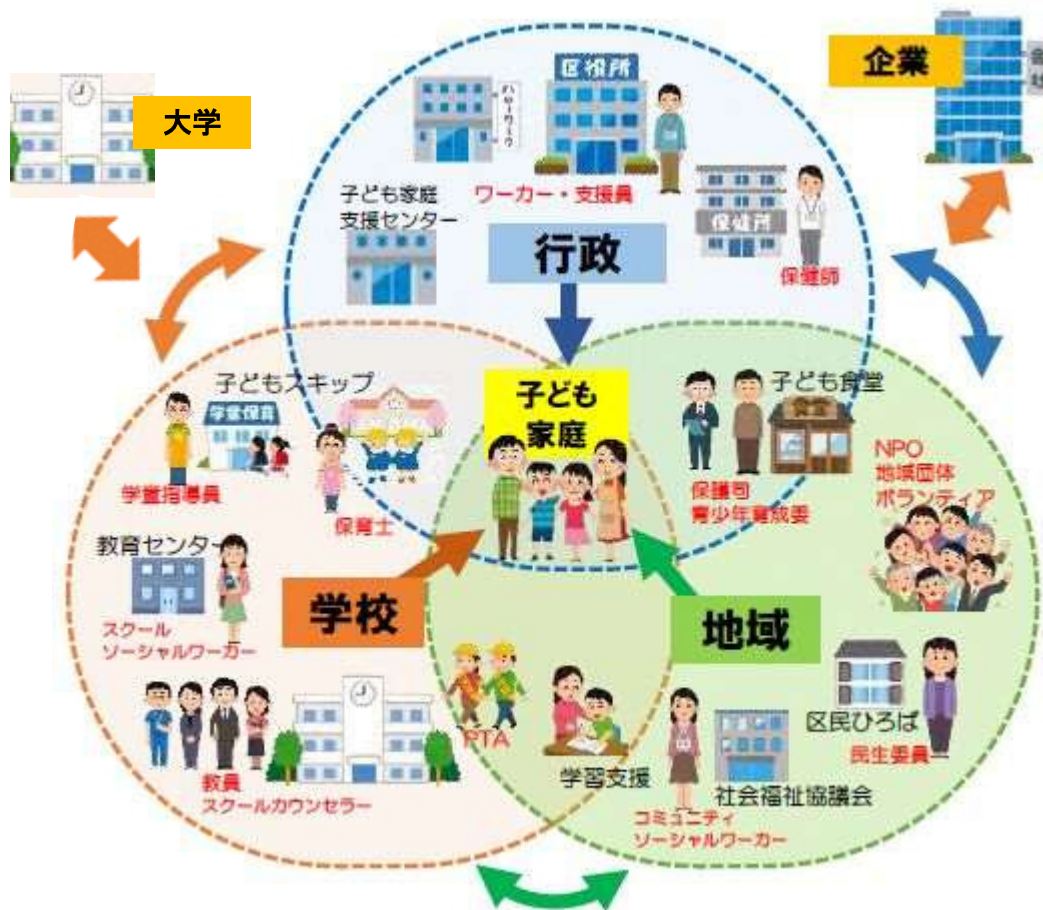 企業
会社
大学
ハローワーク
区役所
子ども家庭
支援センター
ワーカー・支援員
保健所
行政
保健師
子どもスキップ
学童保育
学童指導員
保育士
子ども
家庭
子ども食堂
食堂
保護司
青少年育成委
NPO
地域団体
ボランティア
教育センター
スクール
ソーシャルワーカー
学校
地域
PTA
教員
スクールカウンセラー
学習支援
区民ひろば
民生委員
社会福祉協議会
コミュニティ
ソーシャルワーカー